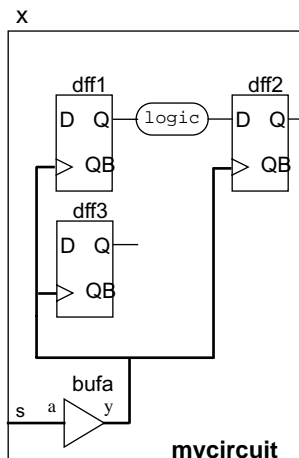 x
dff1
dff2
D Q
logic
D Q
QB
QB
dff3
D Q
QB
bufa
s
a
y
mycircuit